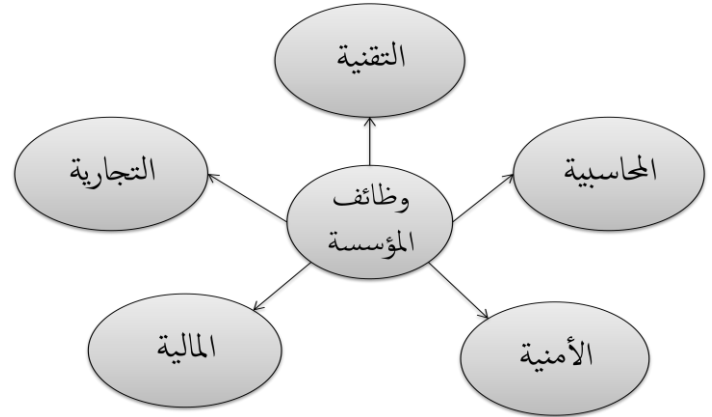 التقنية
المحاسبية
التجارية
وظائف
المؤسسة
الأمنية
المالية